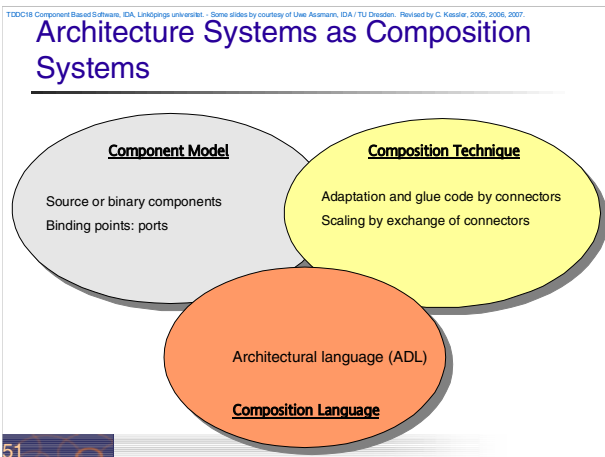 TDDC18 Component Based Software, IDA, Linköpings universitet. - Some slides by courtesy of Uwe Assmann, IDA / TU Dresden. Revised by C. Kessler, 2005, 2006, 2007.
Architecture Systems as Composition
Systems
Component Model
Source or binary components
Binding points: ports
Composition Technique
Adaptation and glue code by connectors
Scaling by exchange of connectors
Architectural language (ADL)
Composition Language
51